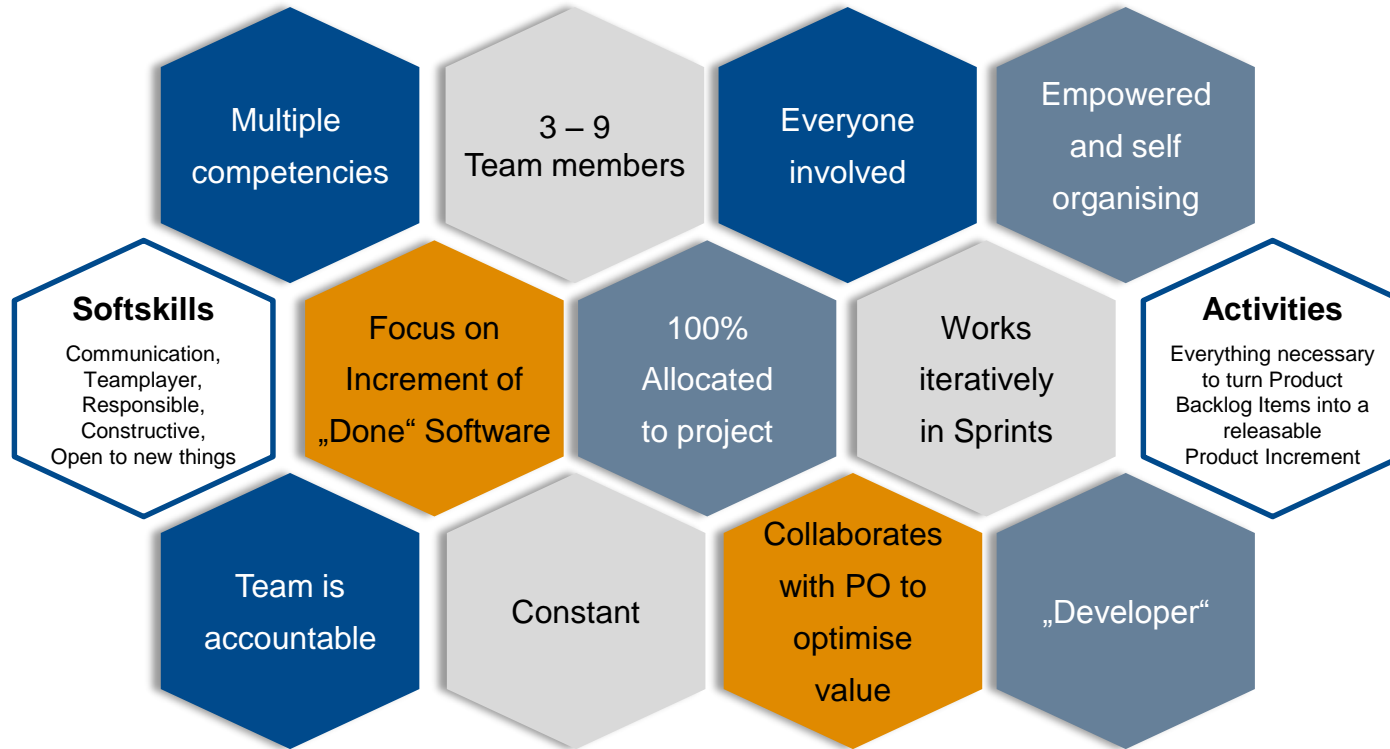 Multiple
competencies
3 – 9
Team members
Everyone
involved
Empowered
and self
organising
Softskills
Communication,
Teamplayer,
Responsible,
Constructive,
Open to new things
Focus on
Increment of
„Done“ Software
100%
Allocated
to project
Works
iteratively
in Sprints
Activities
Everything necessary
to turn Product
Backlog Items into a
releasable
Product Increment
Team is
accountable
Constant
Collaborates
with PO to
optimise
value
„Developer“